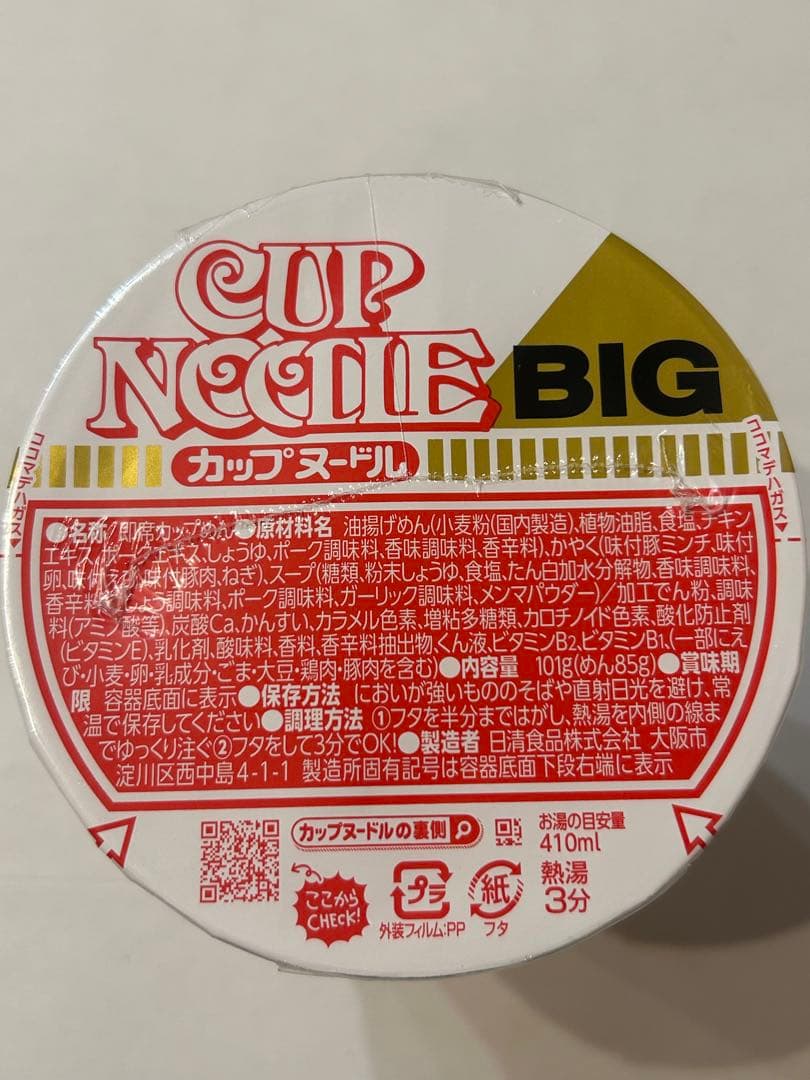 CUP
NOODLE BIG
カップヌードル
ココマデハガス▼
ココマデハガス▼
●名称/即席カップめん●原材料名 油揚げめん(小麦粉(国内製造)、植物油脂、食塩、チキン
しょうゆ、ポーク調味料、香味調味料、香辛料)、かやく(味付豚ミンチ、味付
卵、味付えび、味付豚肉、ねぎ)、スープ(糖類、粉末しょうゆ、食塩、たん白加水分解物、香味調味料、
香辛料、調味料、ポーク調味料、ガーリック調味料、メンマパウダー)/加工でん粉、調味
料(アミノ酸等)、炭酸Ca、かんすい、カラメル色素、増粘多糖類、カロチノイド色素、酸化防止剤
(ビタミンE)、乳化剤、酸味料、香料、香辛料抽出物、くん液、ビタミンB2、ビタミンB1、(一部にえ
び・小麦・卵・乳成分・ごま・大豆・鶏肉・豚肉を含む)●内容量 101g(めん85g)●賞味期
限 容器底面に表示●保存方法 においが強いもののそばや直射日光を避け、常
温で保存してください●調理方法 ①フタを半分まではがし、熱湯を内側の線ま
でゆっくり注ぐ②フタをして3分でOK!●製造者 日清食品株式会社 大阪市
淀川区西中島4-1-1 製造所固有記号は容器底面下段右端に表示
カップヌードルの裏側
お湯の目安量
410ml
熱湯
3分
ここから
CHECK!
プラ
外装フィルム:PP
紙
フタ